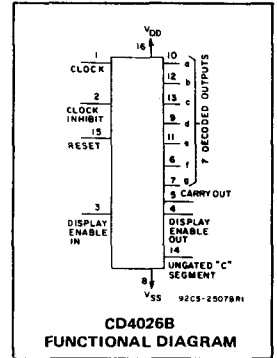 VDD
16
1
CLOCK
2
CLOCK
INHIBIT
15
RESET
3
DISPLAY
ENABLE
IN
10
a
12
b
13
c
9
d
11
e
6
f
7
g
7 DECODED OUTPUTS
5
CARRY OUT
4
DISPLAY
ENABLE
OUT
14
UNGATED "C"
SEGMENT
8
VSS
92CS-25078R1
CD4026B
FUNCTIONAL DIAGRAM